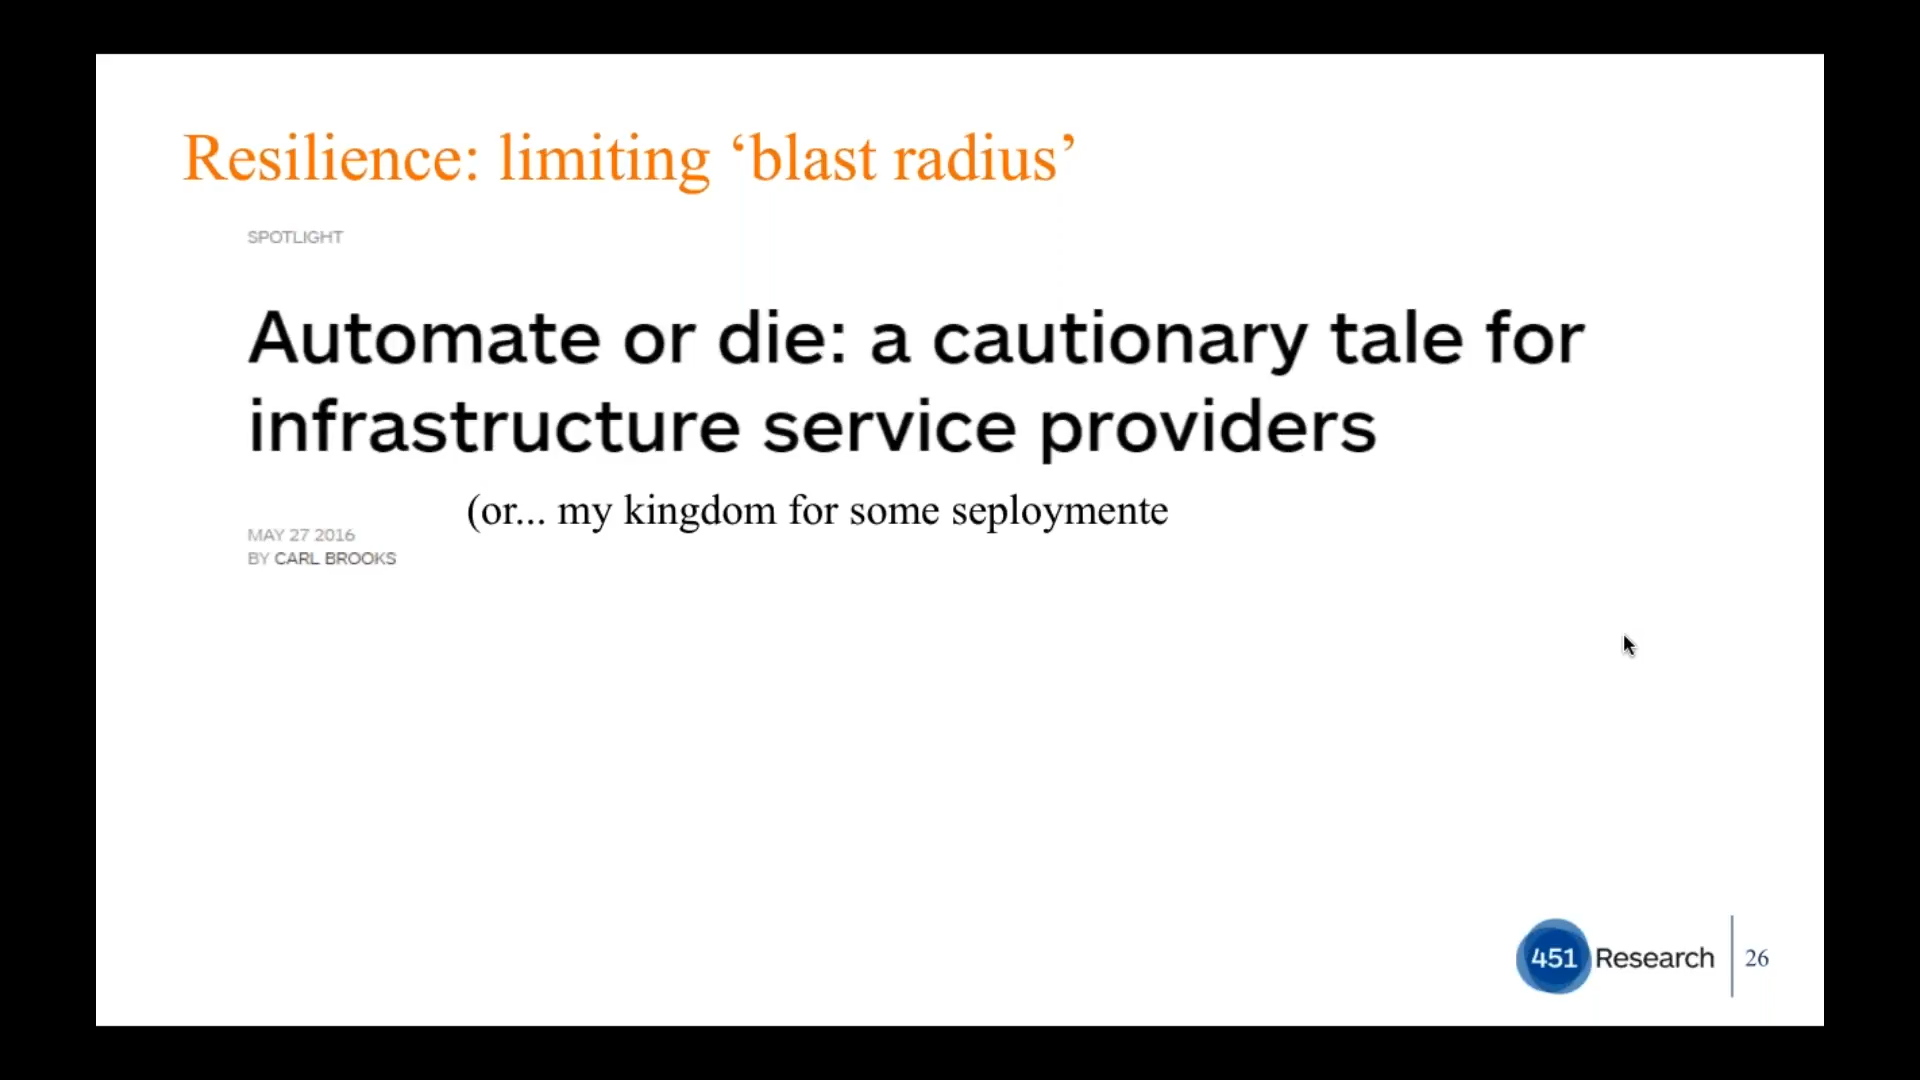 Resilience: limiting ‘blast radius’
SPOTLIGHT
Automate or die: a cautionary tale for
infrastructure service providers
(or... my kingdom for some seploymente
MAY 27 2016
BY CARL BROOKS
451 Research
26